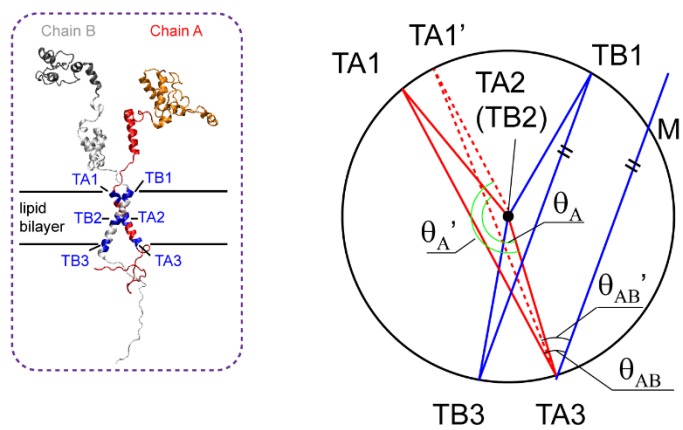 Chain B
Chain A
TA1
TB1
lipid
bilayer
TB2
TA2
TB3
TA3
TA1'
TA1
TA2
(TB2)
TB1
M
θA'
θA
θAB'
θAB
TB3
TA3